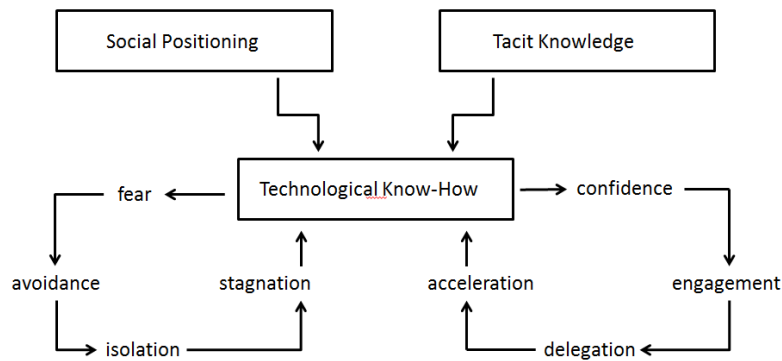 Social Positioning
Tacit Knowledge
Technological Know-How
fear
confidence
avoidance
stagnation
acceleration
engagement
isolation
delegation